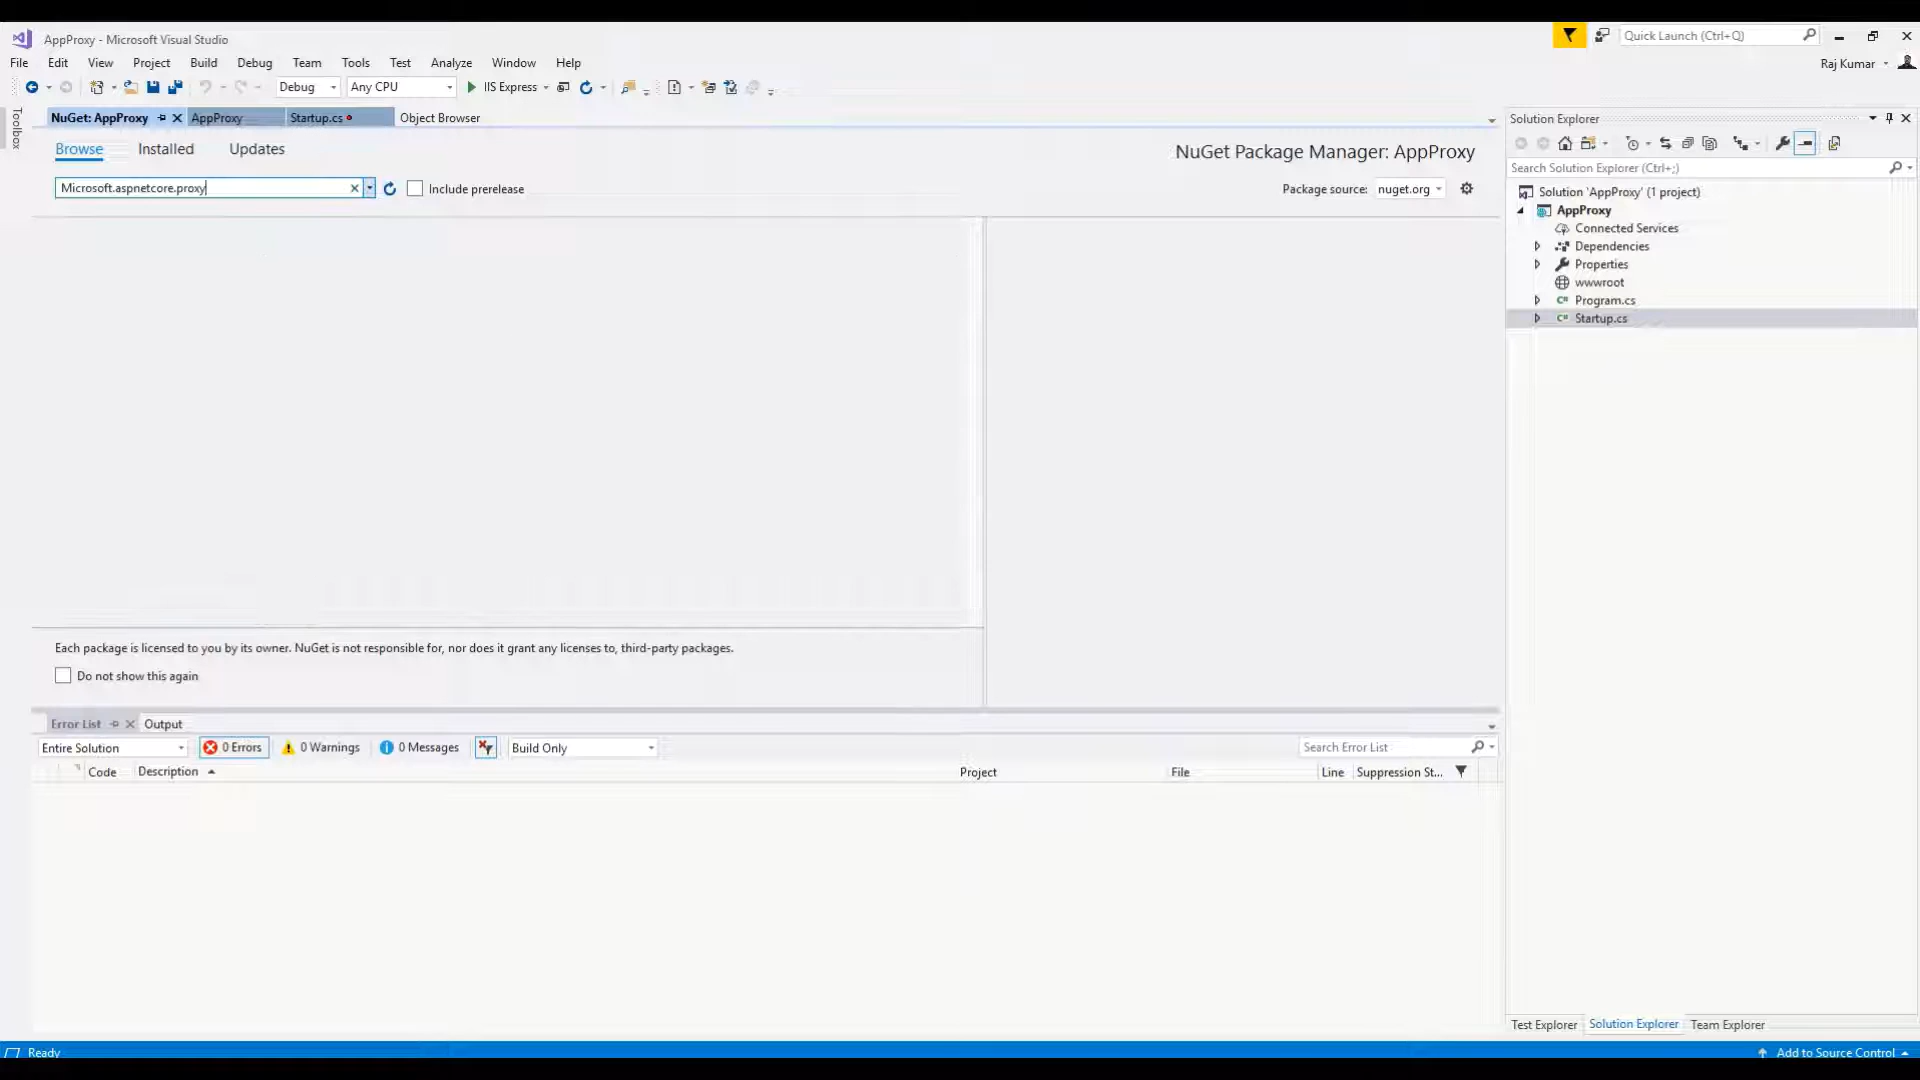 AppProxy - Microsoft Visual Studio
Quick Launch (Ctrl+Q)
File Edit View Project Build Debug Team Tools Test Analyze Window Help
Raj Kumar
Debug Any CPU IIS Express
Toolbox
NuGet: AppProxy AppProxy Startup.cs Object Browser
Browse Installed Updates
NuGet Package Manager: AppProxy
Microsoft.aspnetcore.proxy
Include prerelease
Package source: nuget.org
Each package is licensed to you by its owner. NuGet is not responsible for, nor does it grant any licenses to, third-party packages.
Do not show this again
Error List Output
Entire Solution 0 Errors 0 Warnings 0 Messages Build Only
Search Error List
Code Description Project File Line Suppression St...
Solution Explorer
Search Solution Explorer (Ctrl+;)
Solution 'AppProxy' (1 project)
AppProxy
Connected Services
Dependencies
Properties
wwwroot
C# Program.cs
C# Startup.cs
Test Explorer Solution Explorer Team Explorer
Ready
Add to Source Control